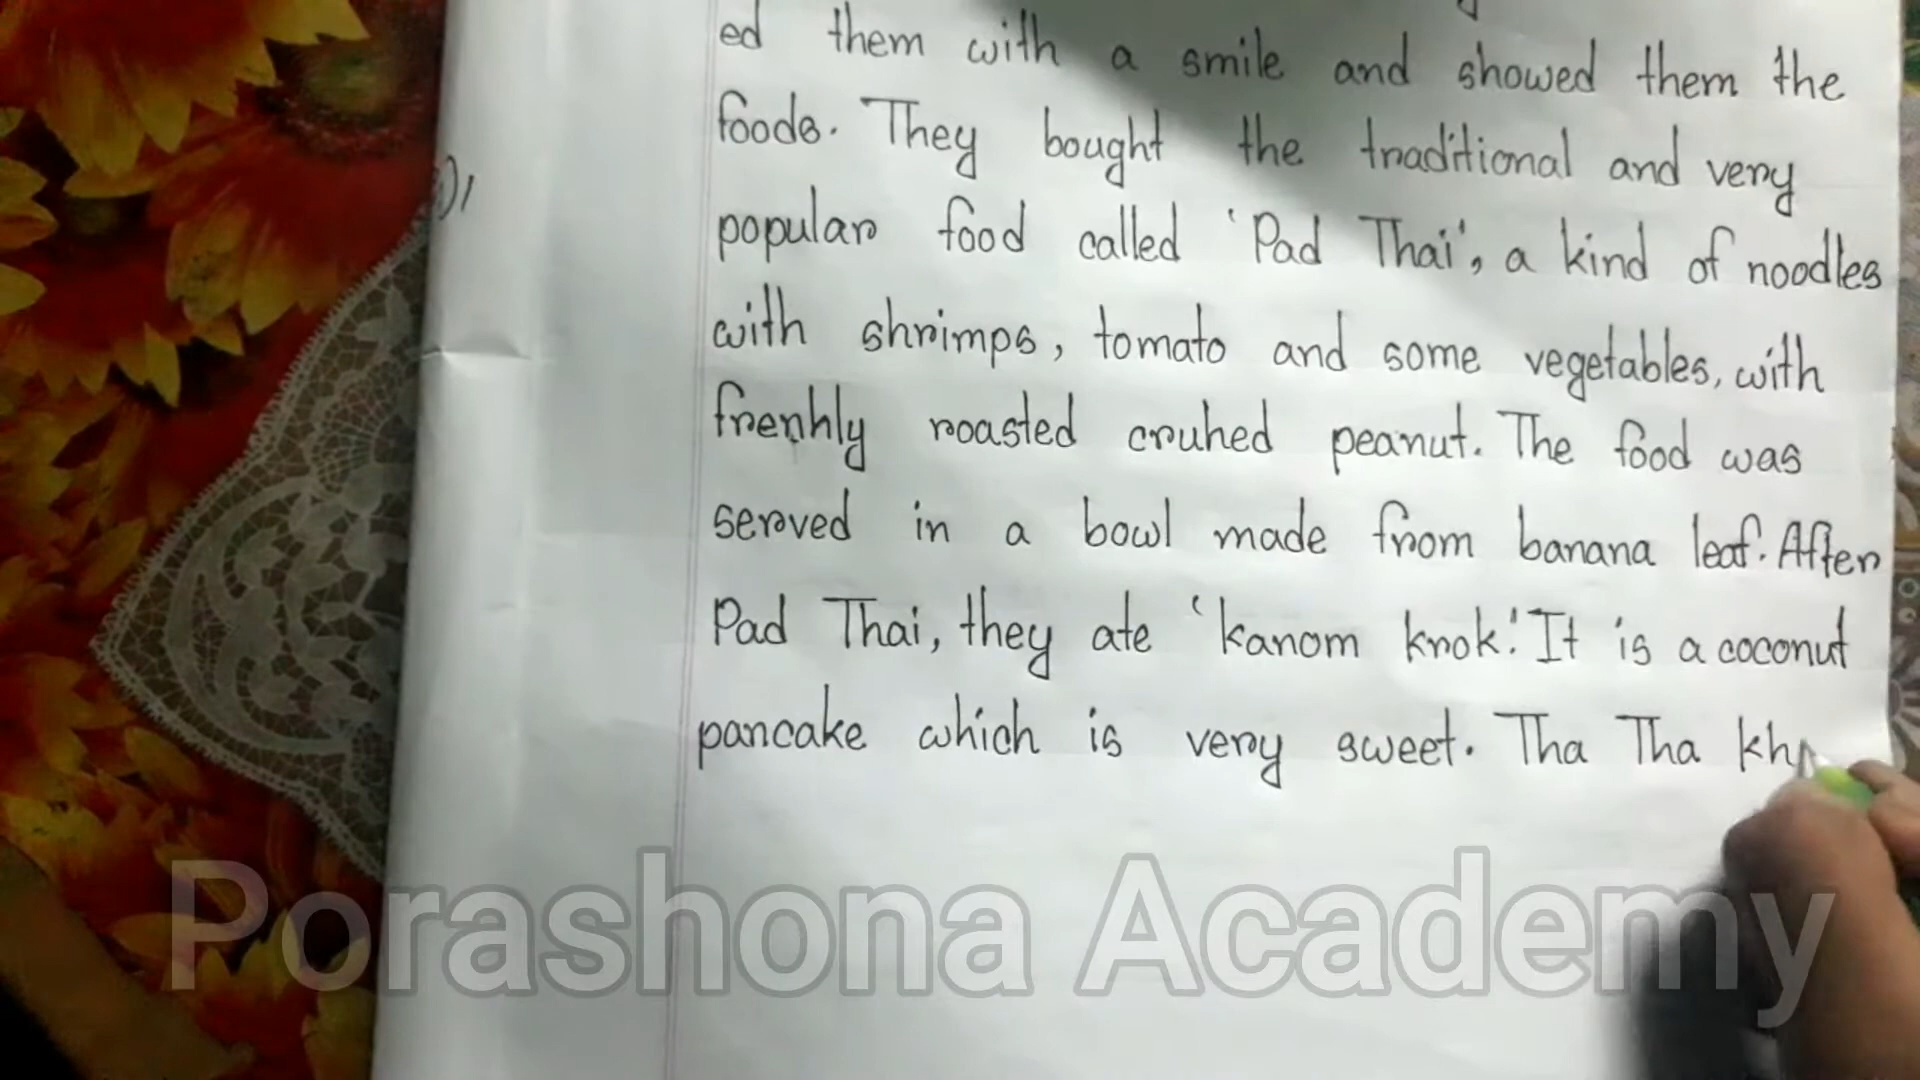 ed them with a smile and showed them the
foods. They bought the traditional and very
popular food called 'Pad Thai', a kind of noodles
with shrimps, tomato and some vegetables, with
frenhly roasted cruhed peanut. The food was
served in a bowl made from banana leaf. After
Pad Thai, they ate 'kanom krok'. It is a coconut
pancake which is very sweet. Tha Tha kh
Porashona Academy